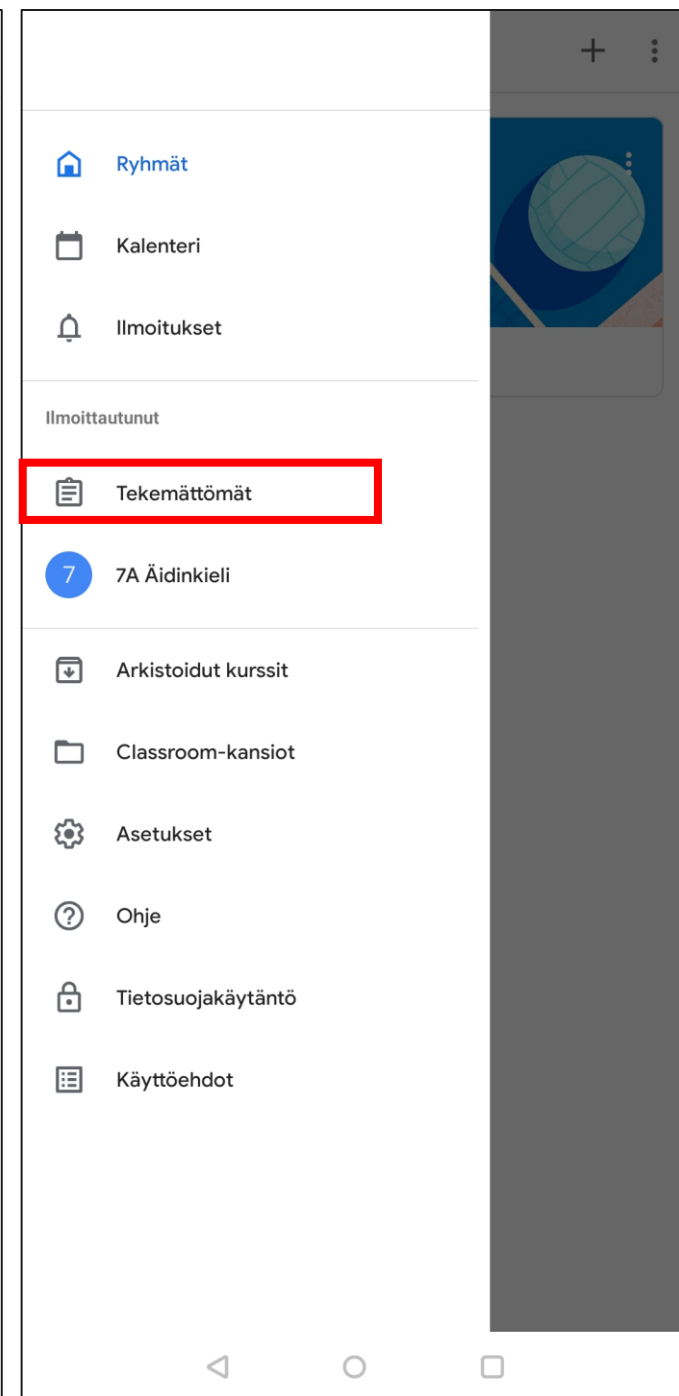 Ryhmät
Kalenteri
Ilmoitukset
Ilmoittautunut
Tekemättömät
7 7A Äidinkieli
Arkistoidut kurssit
Classroom-kansiot
Asetukset
Ohje
Tietosuojakäytäntö
Käyttöehdot